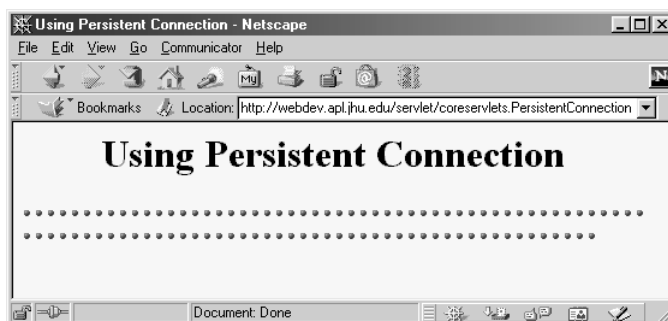 Using Persistent Connection - Netscape
File Edit View Go Communicator Help
My
N
Bookmarks Location: http://webdev.apl.jhu.edu/servlet/coreservlets.PersistentConnection
Using Persistent Connection
Document: Done